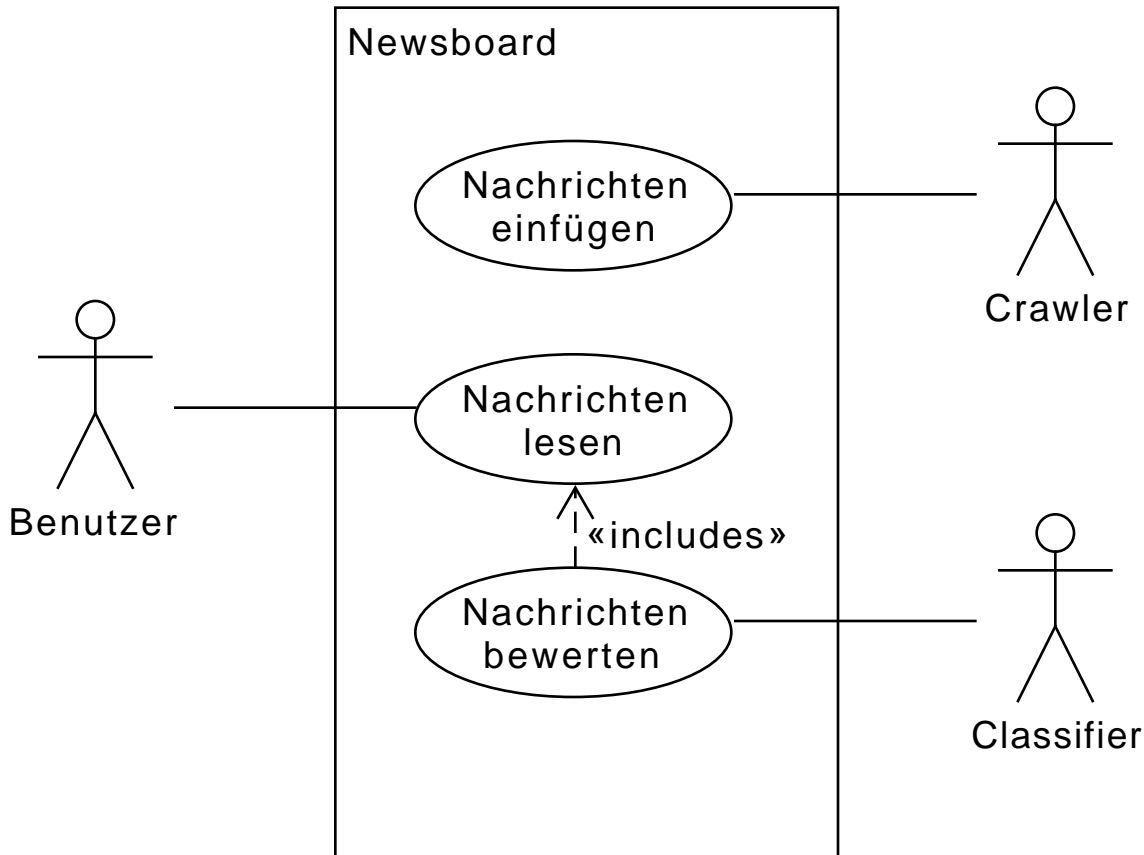 Newsboard
Nachrichten
einfügen
Crawler
Nachrichten
lesen
Benutzer
«includes»
Nachrichten
bewerten
Classifier